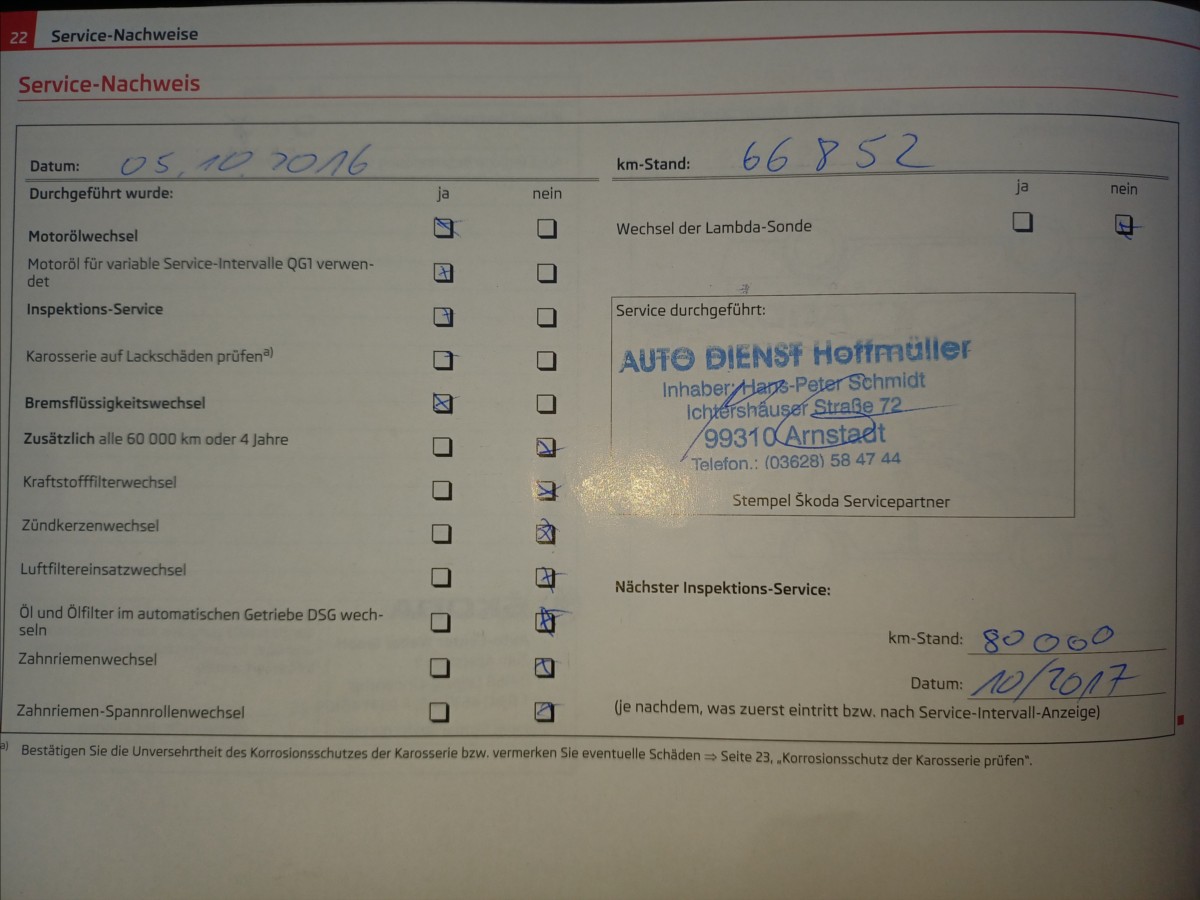 22 Service-Nachweise
Service-Nachweis
Datum: 05.10.2016
km-Stand: 66 852
Durchgeführt wurde: ja nein
ja nein
Motorölwechsel
Wechsel der Lambda-Sonde
Motoröl für variable Service-Intervalle QG1 verwen-
det
Inspektions-Service
Karosserie auf Lackschäden prüfen a)
Bremsflüssigkeitswechsel
Zusätzlich alle 60 000 km oder 4 Jahre
Kraftstofffilterwechsel
Zündkerzenwechsel
Luftfiltereinsatzwechsel
Öl und Ölfilter im automatischen Getriebe DSG wech-
seln
Zahnriemenwechsel
Zahnriemen-Spannrollenwechsel
Service durchgeführt:
AUTO DIENST Hoffmüller
Inhaber: Hans-Peter Schmidt
Ichtershäuser Straße 72
99310 Arnstadt
Telefon.: (03628) 58 47 44
Stempel Škoda Servicepartner
Nächster Inspektions-Service:
km-Stand: 80000
Datum: 10/2017
(je nachdem, was zuerst eintritt bzw. nach Service-Intervall-Anzeige)
a) Bestätigen Sie die Unversehrtheit des Korrosionsschutzes der Karosserie bzw. vermerken Sie eventuelle Schäden ⇒ Seite 23, „Korrosionsschutz der Karosserie prüfen“.